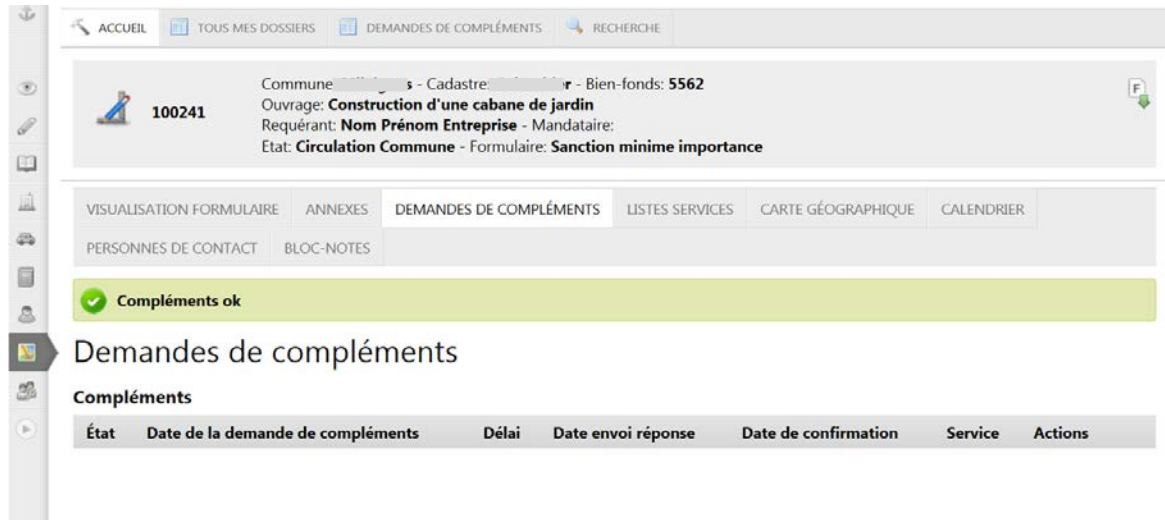 ACCUEIL TOUS MES DOSSIERS DEMANDES DE COMPLÉMENTS RECHERCHE
Commune - Cadastre: - Bien-fonds: 5562
100241
Ouvrage: Construction d'une cabane de jardin
Requérant: Nom Prénom Entreprise - Mandataire:
Etat: Circulation Commune - Formulaire: Sanction minime importance
F
VISUALISATION FORMULAIRE ANNEXES DEMANDES DE COMPLÉMENTS LISTES SERVICES CARTE GÉOGRAPHIQUE CALENDRIER
PERSONNES DE CONTACT BLOC-NOTES
Compléments ok
Demandes de compléments
Compléments
État Date de la demande de compléments Délai Date envoi réponse Date de confirmation Service Actions